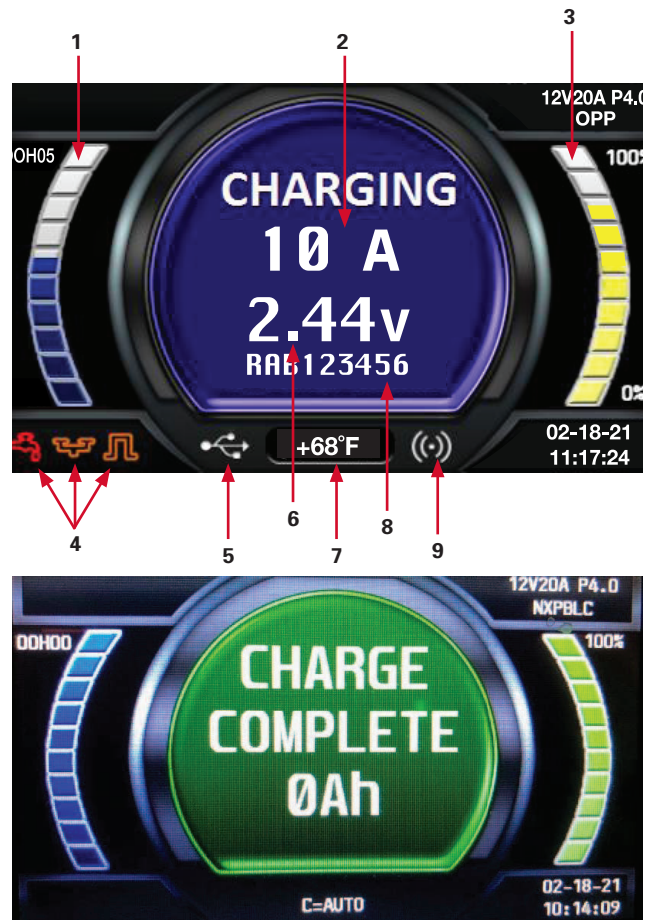 1
2
3
12V20A P4.0
OPP
OOH05
100%
CHARGING
10 A
2.44v
RAB123456
0%
+68°F
02-18-21
11:17:24
4
5
6
7
8
9
12V20A P4.0
NXPBLC
00H00
100%
CHARGE
COMPLETE
0Ah
C=AUTO
02-18-21
10:14:09